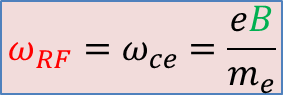 ω_RF = ω_ce = eB/m_e